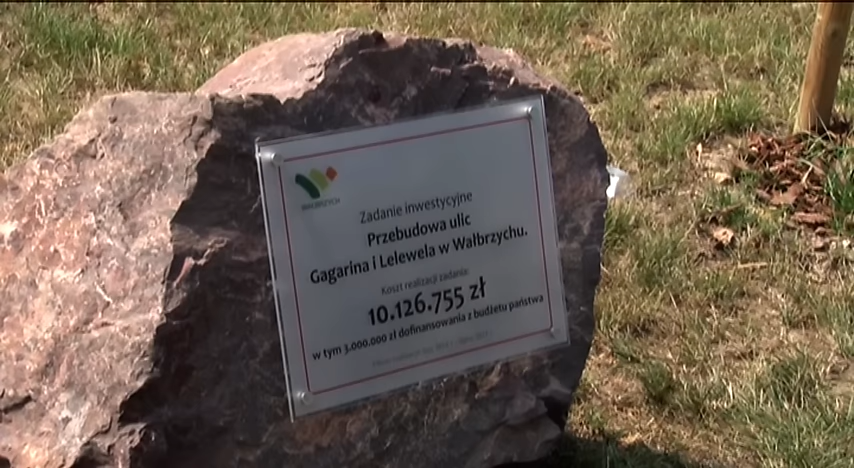 WAŁBRZYCH
Zadanie inwestycyjne
Przebudowa ulic
Gagarina i Lelewela w Wałbrzychu.
Koszt realizacji zadania:
10.126.755 zł
w tym 3.000.000 zł dofinansowania z budżetu państwa